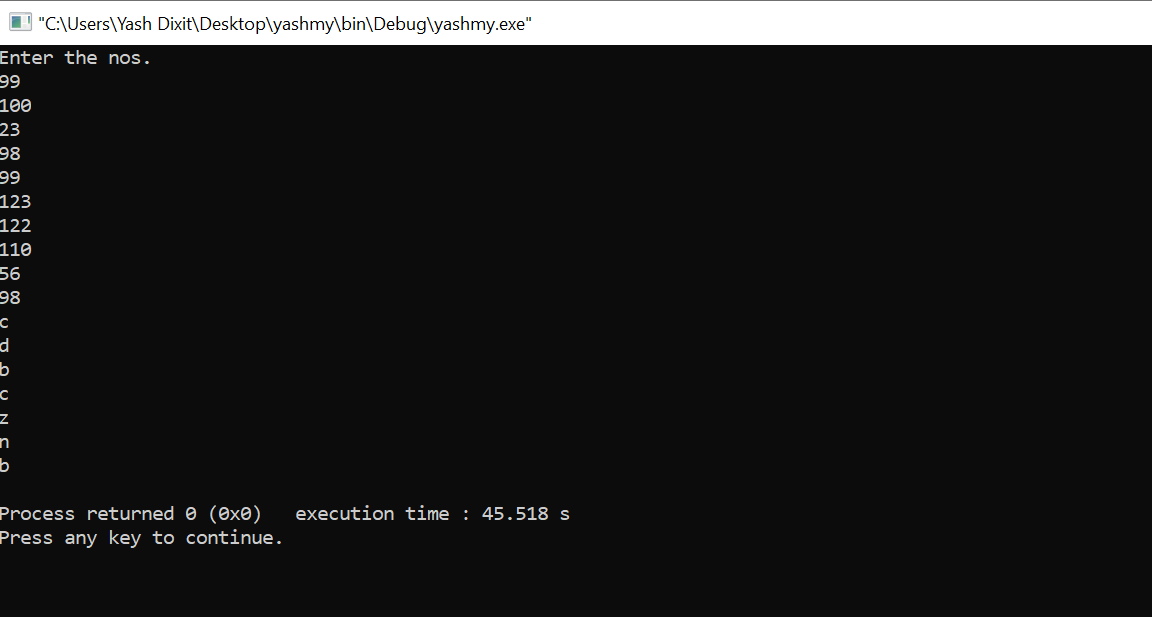 "C:\Users\Yash Dixit\Desktop\yashmy\bin\Debug\yashmy.exe"
Enter the nos.
99
100
23
98
99
123
122
110
56
98
c
d
b
c
z
n
b
Process returned 0 (0x0)   execution time : 45.518 s
Press any key to continue.